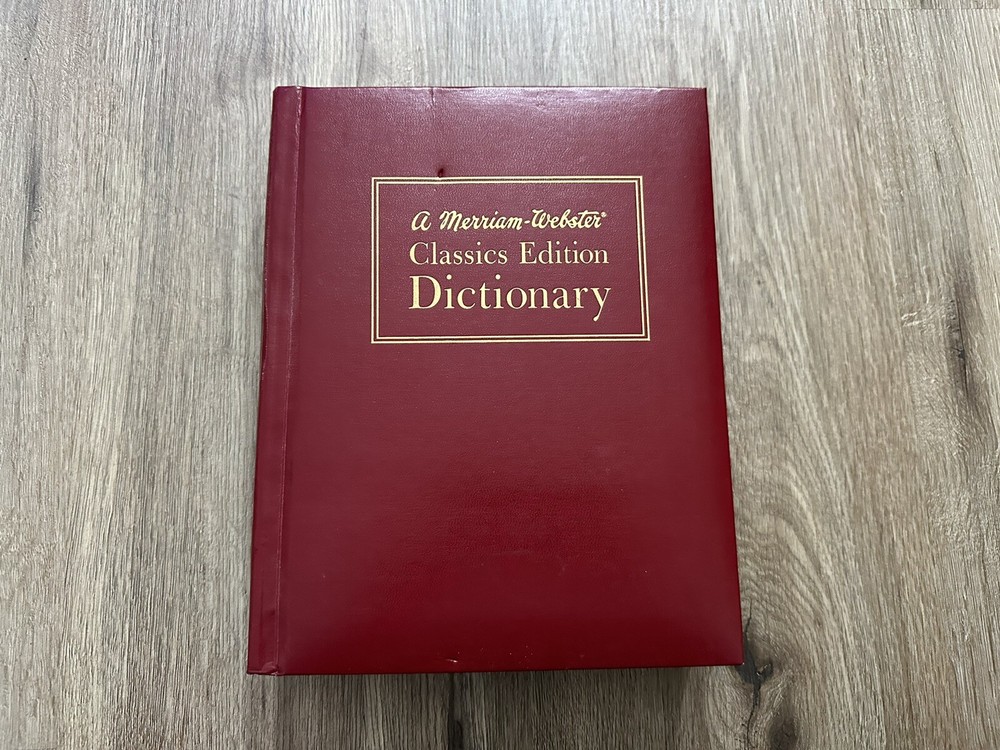 A Merriam-Webster®
Classics Edition
Dictionary